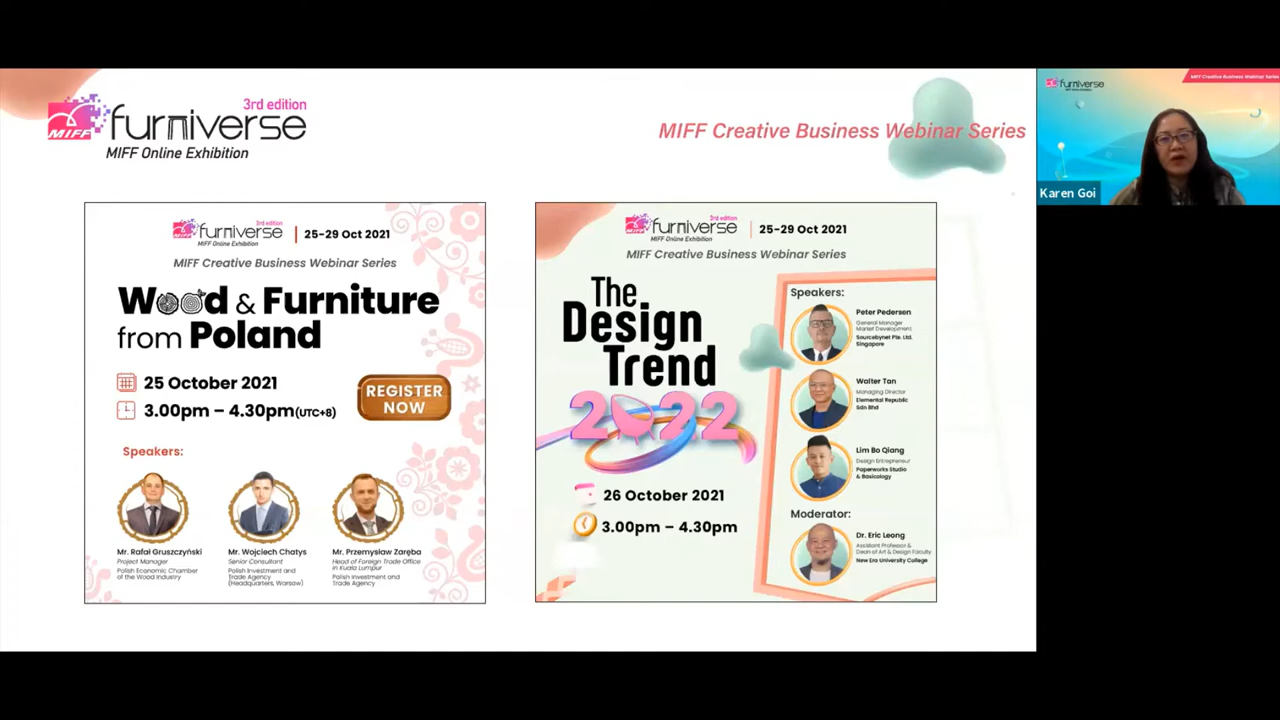 3rd edition
MIFF furniverse
MIFF Online Exhibition
MIFF Creative Business Webinar Series
3rd edition
MIFF furniverse
MIFF Online Exhibition
25-29 Oct 2021
MIFF Creative Business Webinar Series
Wood & Furniture
from Poland
25 October 2021
3.00pm – 4.30pm(UTC+8)
REGISTER
NOW
Speakers:
Mr. Rafał Gruszczyński
Project Manager
Polish Economic Chamber
of the Wood Industry
Mr. Wojciech Chatys
Senior Consultant
Polish Investment and
Trade Agency
(Headquarters, Warsaw)
Mr. Przemysław Zaręba
Head of Foreign Trade Office
in Kuala Lumpur
Polish Investment and
Trade Agency
3rd edition
MIFF furniverse
MIFF Online Exhibition
25-29 Oct 2021
MIFF Creative Business Webinar Series
The
Design
Trend
2022
26 October 2021
3.00pm – 4.30pm
Speakers:
Peter Pedersen
General Manager
Market Development
Sourcebynet Pte. Ltd.
Singapore
Walter Tan
Managing Director
Elemental Republic
Sdn Bhd
Lim Bo Qiang
Design Entrepreneur
Paperworks Studio
& Basicology
Moderator:
Dr. Eric Leong
Assistant Professor &
Dean of Art & Design Faculty
New Era University College
furniverse
MIFF Creative Business Webinar Series
Karen Goi